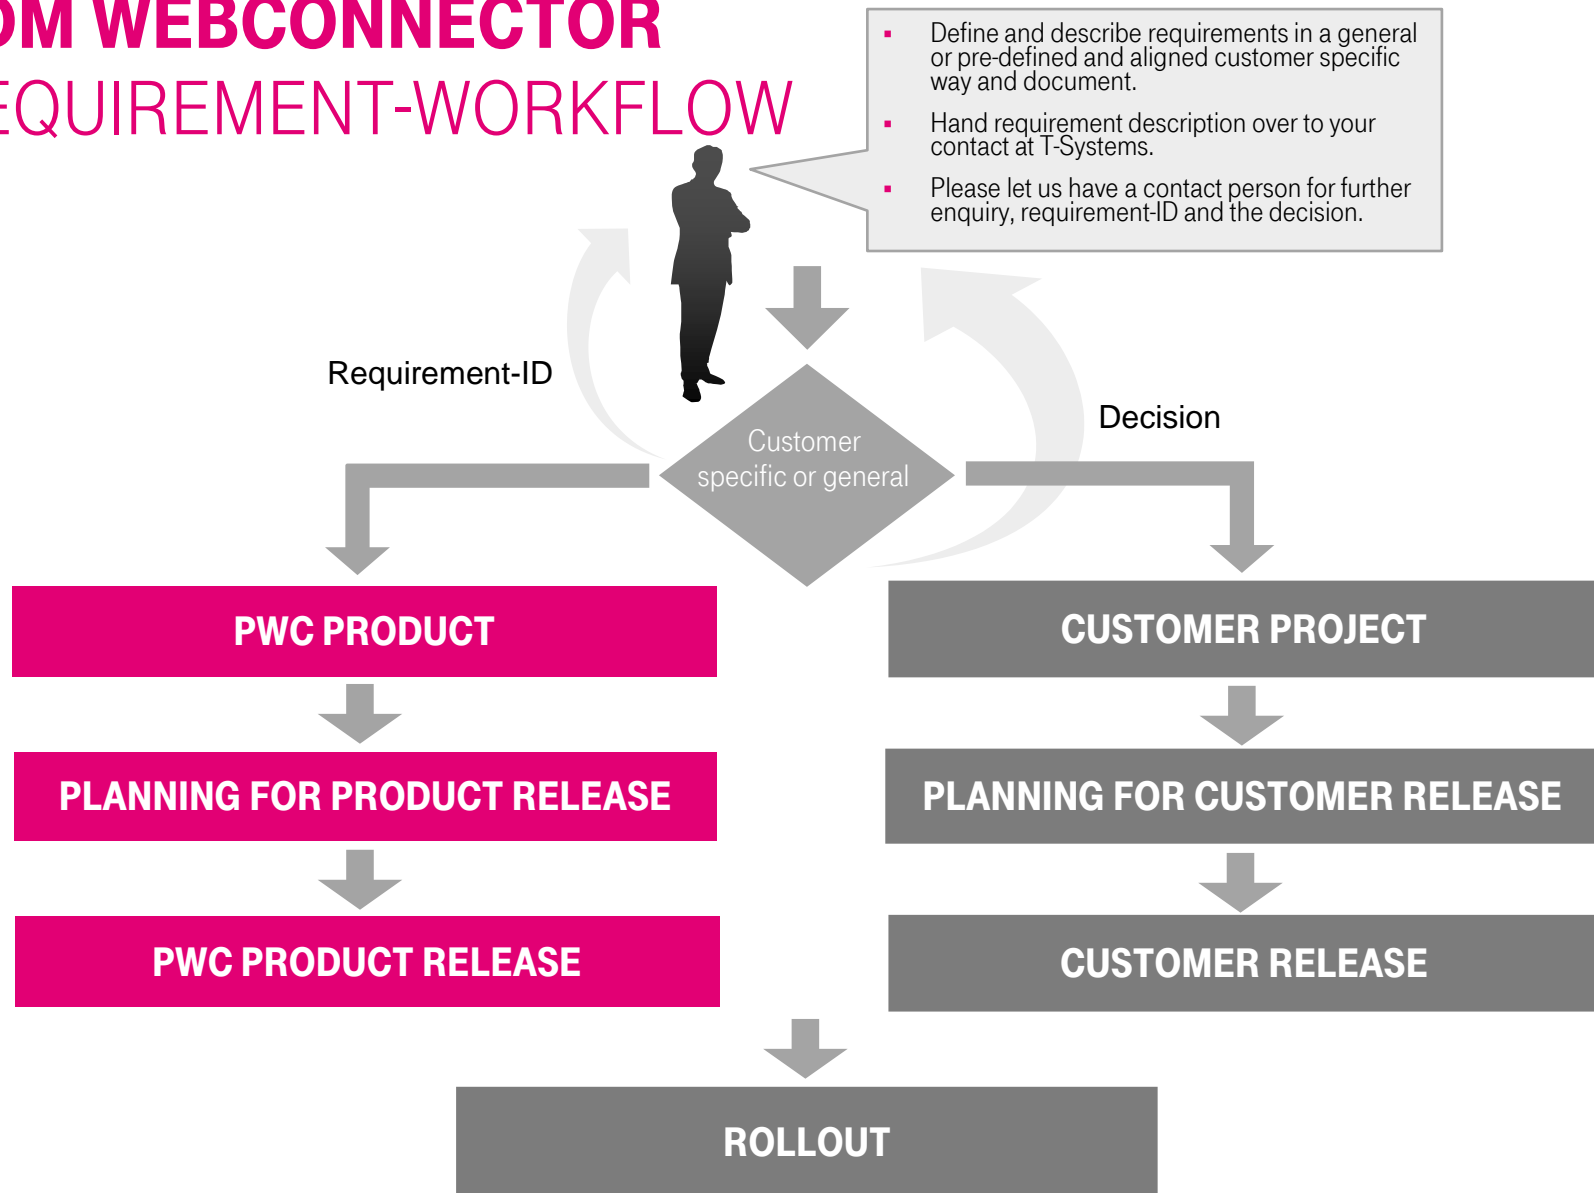 OM WEBCONNECTOR
EQUIREMENT-WORKFLOW
▪ Define and describe requirements in a general
or pre-defined and aligned customer specific
way and document.
▪ Hand requirement description over to your
contact at T-Systems.
▪ Please let us have a contact person for further
enquiry, requirement-ID and the decision.
Requirement-ID
Decision
Customer
specific or general
PWC PRODUCT
CUSTOMER PROJECT
PLANNING FOR PRODUCT RELEASE
PLANNING FOR CUSTOMER RELEASE
PWC PRODUCT RELEASE
CUSTOMER RELEASE
ROLLOUT